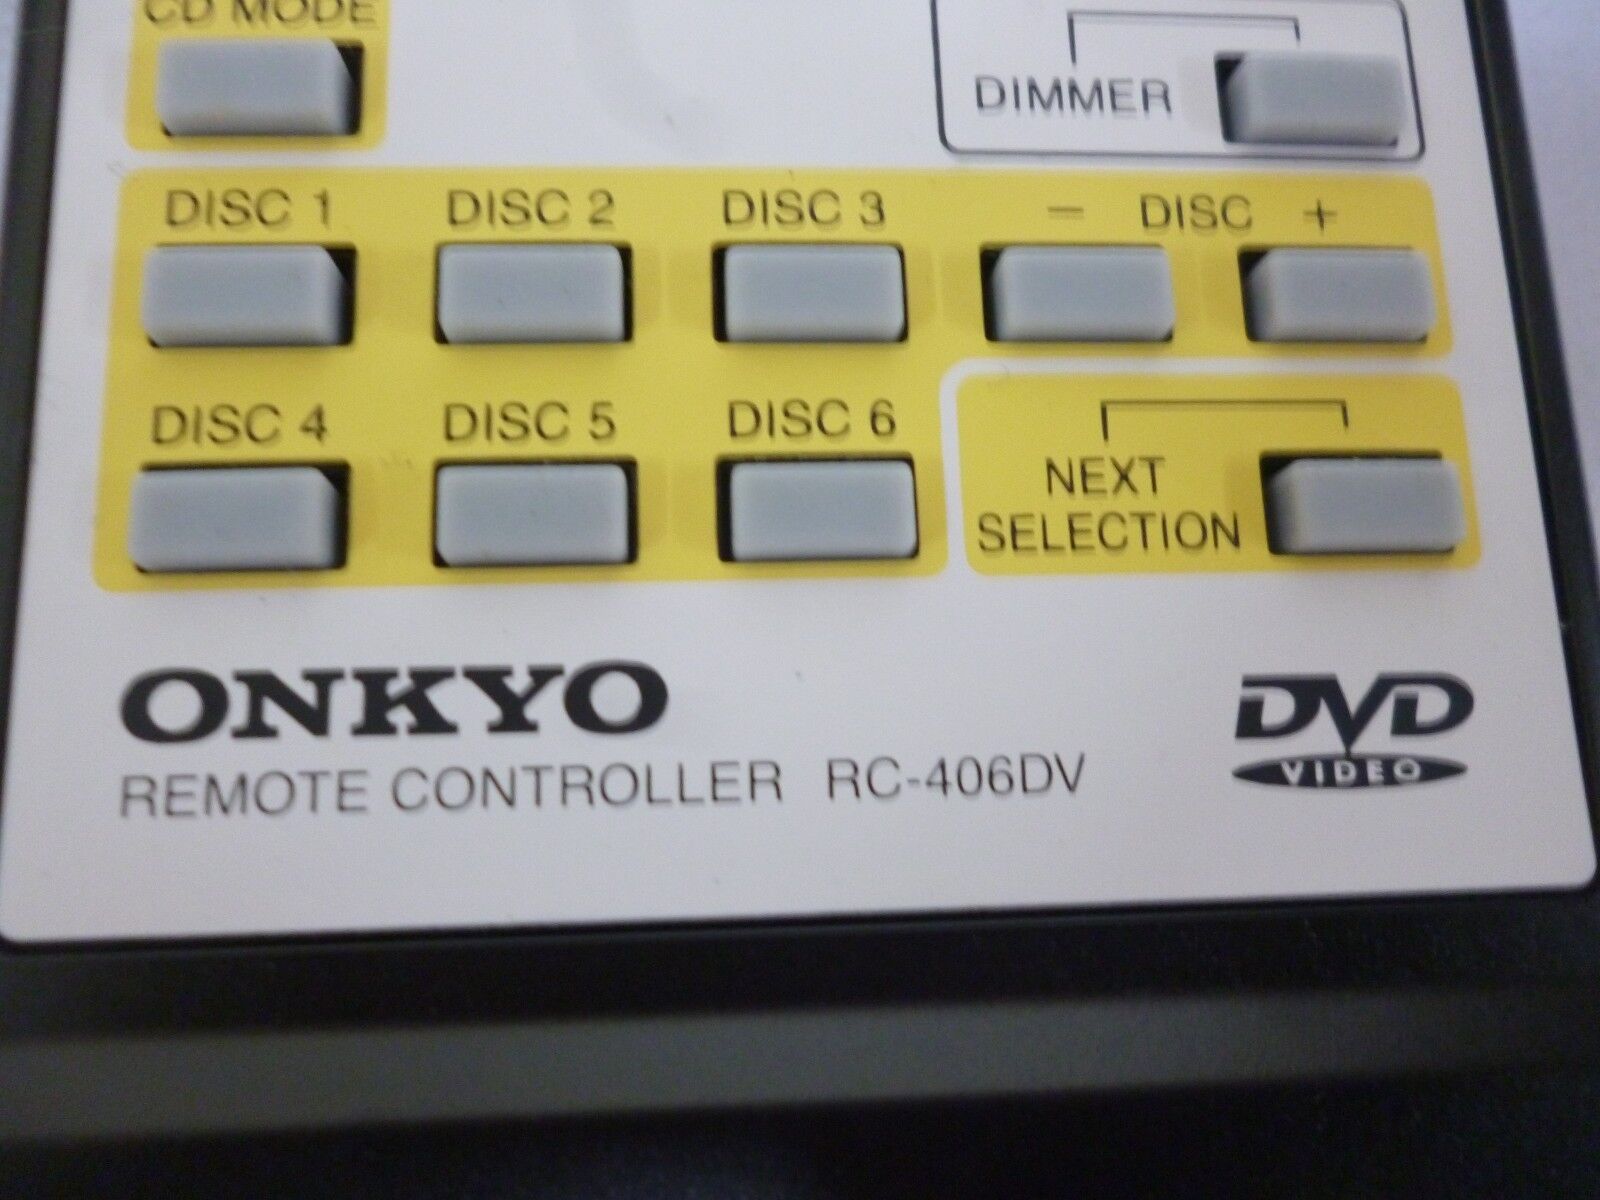 CD MODE
DIMMER
DISC 1 DISC 2 DISC 3 − DISC +
DISC 4 DISC 5 DISC 6
NEXT
SELECTION
ONKYO
REMOTE CONTROLLER RC-406DV
DVD
VIDEO